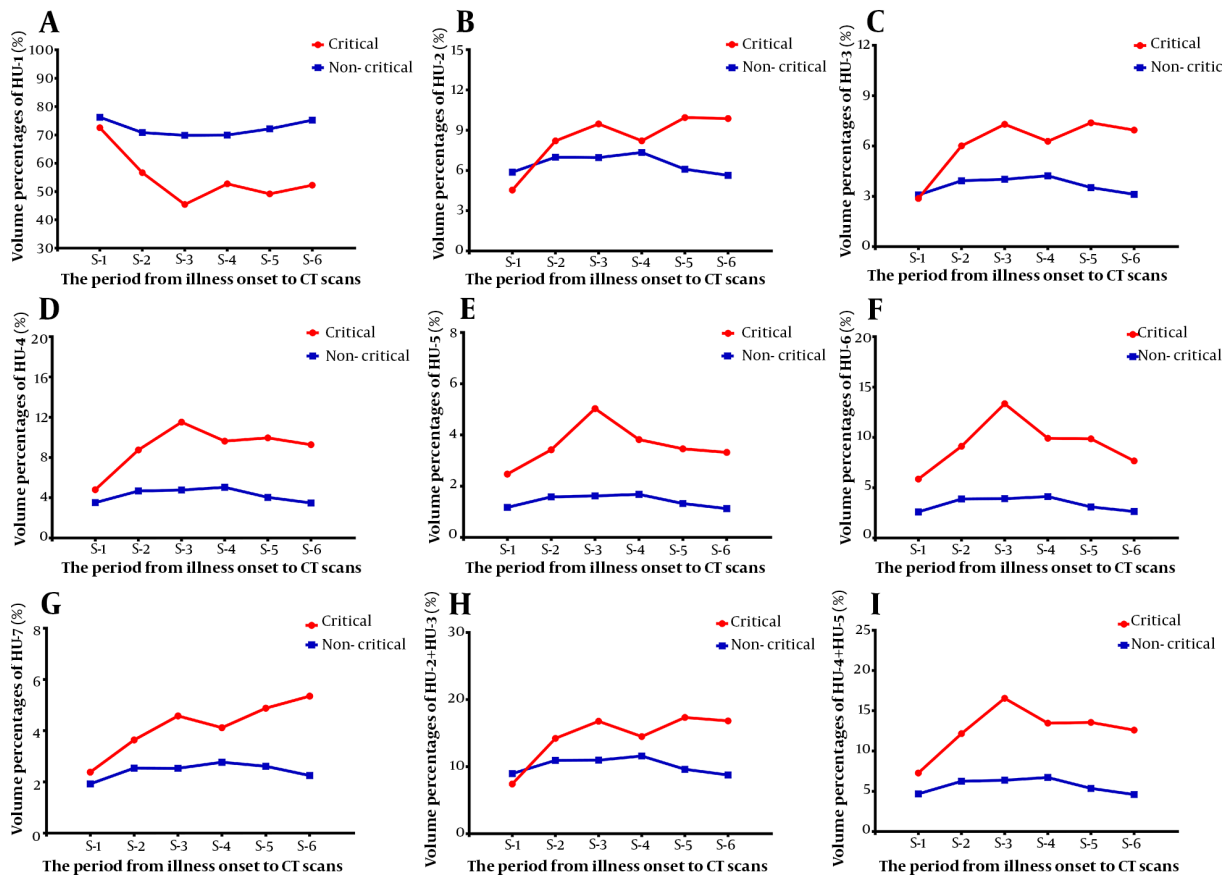 A
Volume percentages of HU-1 (%)
100
90
80
70
60
50
40
30
Critical
Non- critical
S-1 S-2 S-3 S-4 S-5 S-6
The period from illness onset to CT scans
B
Volume percentages of HU-2 (%)
15
12
9
6
3
0
Critical
Non- critical
S-1 S-2 S-3 S-4 S-5 S-6
The period from illness onset to CT scans
C
Volume percentages of HU-3 (%)
12
9
6
3
0
Critical
Non- critic
S-1 S-2 S-3 S-4 S-5 S-6
The period from illness onset to CT scans
D
Volume percentages of HU-4 (%)
20
16
12
8
4
0
Critical
Non- critical
S-1 S-2 S-3 S-4 S-5 S-6
The period from illness onset to CT scans
E
Volume percentages of HU-5 (%)
8
6
4
2
0
Critical
Non- critical
S-1 S-2 S-3 S-4 S-5 S-6
The period from illness onset to CT scans
F
Volume percentages of HU-6 (%)
20
15
10
5
0
Critical
Non- critical
S-1 S-2 S-3 S-4 S-5 S-6
The period from illness onset to CT scans
G
Volume percentages of HU-7 (%)
8
6
4
2
0
Critical
Non- critical
S-1 S-2 S-3 S-4 S-5 S-6
The period from illness onset to CT scans
H
Volume percentages of HU-2+HU-3 (%)
30
20
10
0
Critical
Non- critical
S-1 S-2 S-3 S-4 S-5 S-6
The period from illness onset to CT scans
I
Volume percentages of HU-4+HU-5 (%)
25
20
15
10
5
0
Critical
Non- critical
S-1 S-2 S-3 S-4 S-5 S-6
The period from illness onset to CT scans